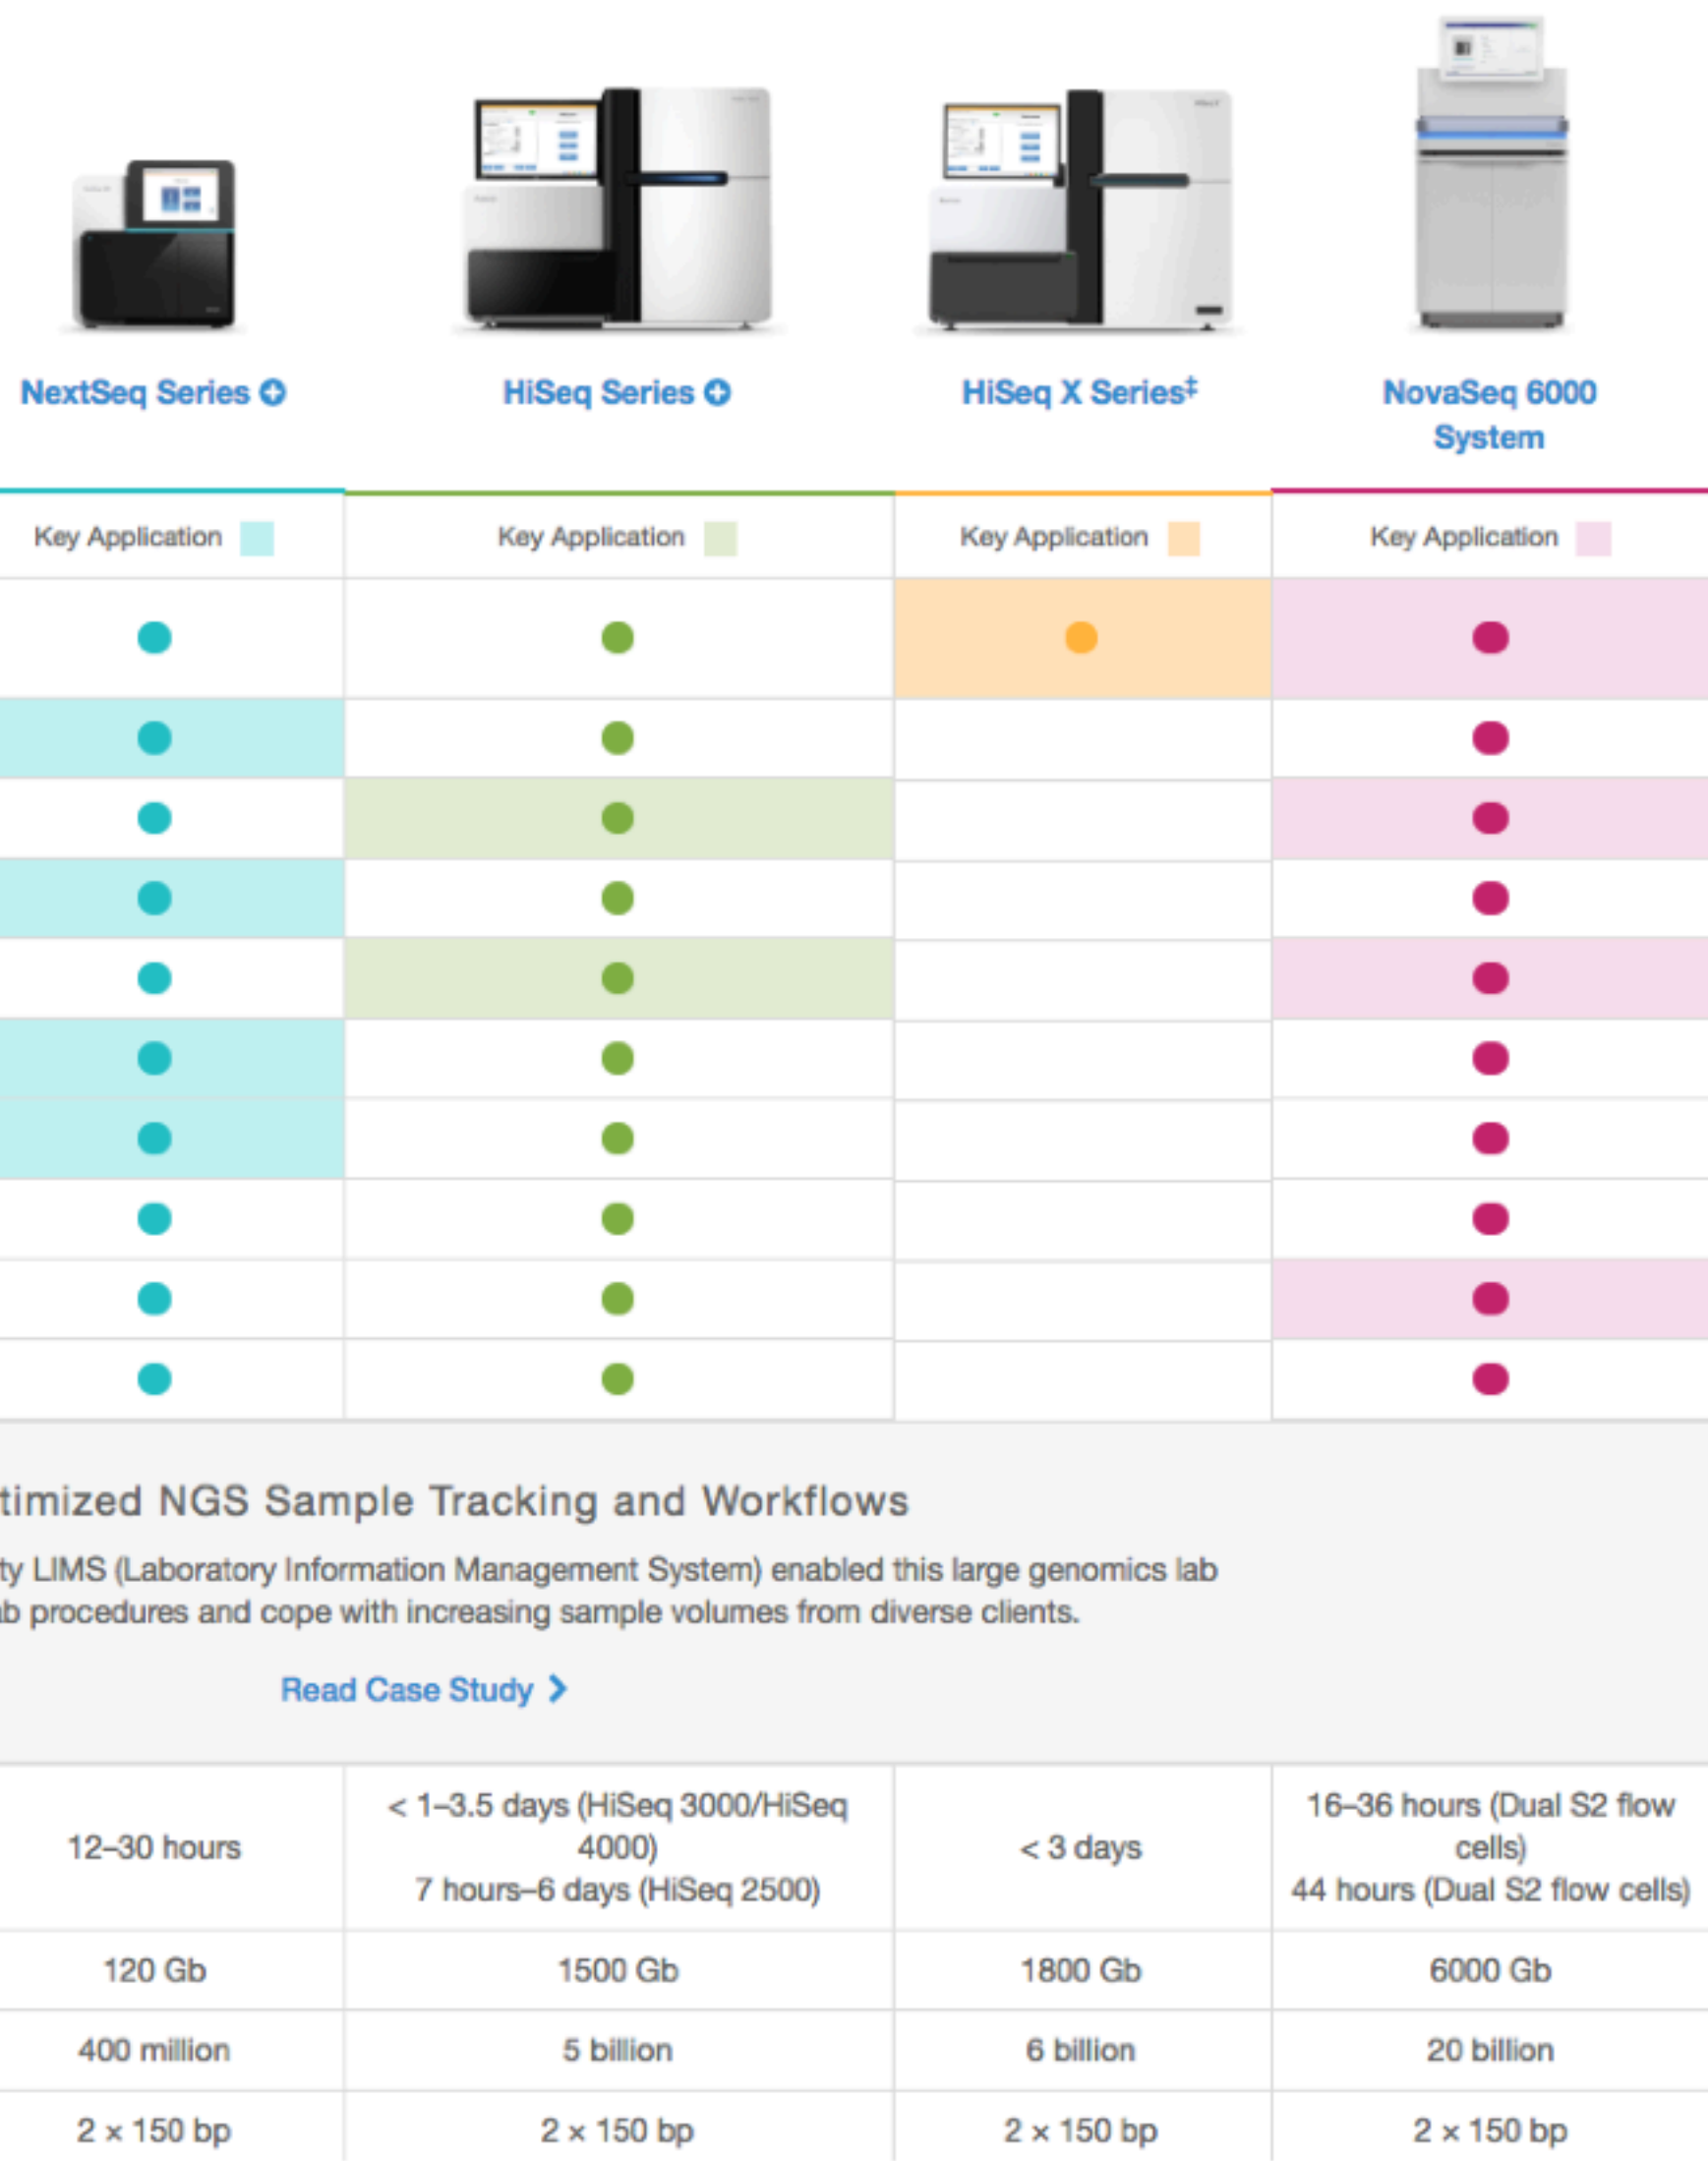 NextSeq Series
HiSeq Series
HiSeq X Series‡
NovaSeq 6000
System
Key Application
Key Application
Key Application
Key Application
timized NGS Sample Tracking and Workflows
ty LIMS (Laboratory Information Management System) enabled this large genomics lab
ab procedures and cope with increasing sample volumes from diverse clients.
Read Case Study
12–30 hours
< 1–3.5 days (HiSeq 3000/HiSeq
4000)
7 hours–6 days (HiSeq 2500)
< 3 days
16–36 hours (Dual S2 flow
cells)
44 hours (Dual S2 flow cells)
120 Gb
1500 Gb
1800 Gb
6000 Gb
400 million
5 billion
6 billion
20 billion
2 × 150 bp
2 × 150 bp
2 × 150 bp
2 × 150 bp